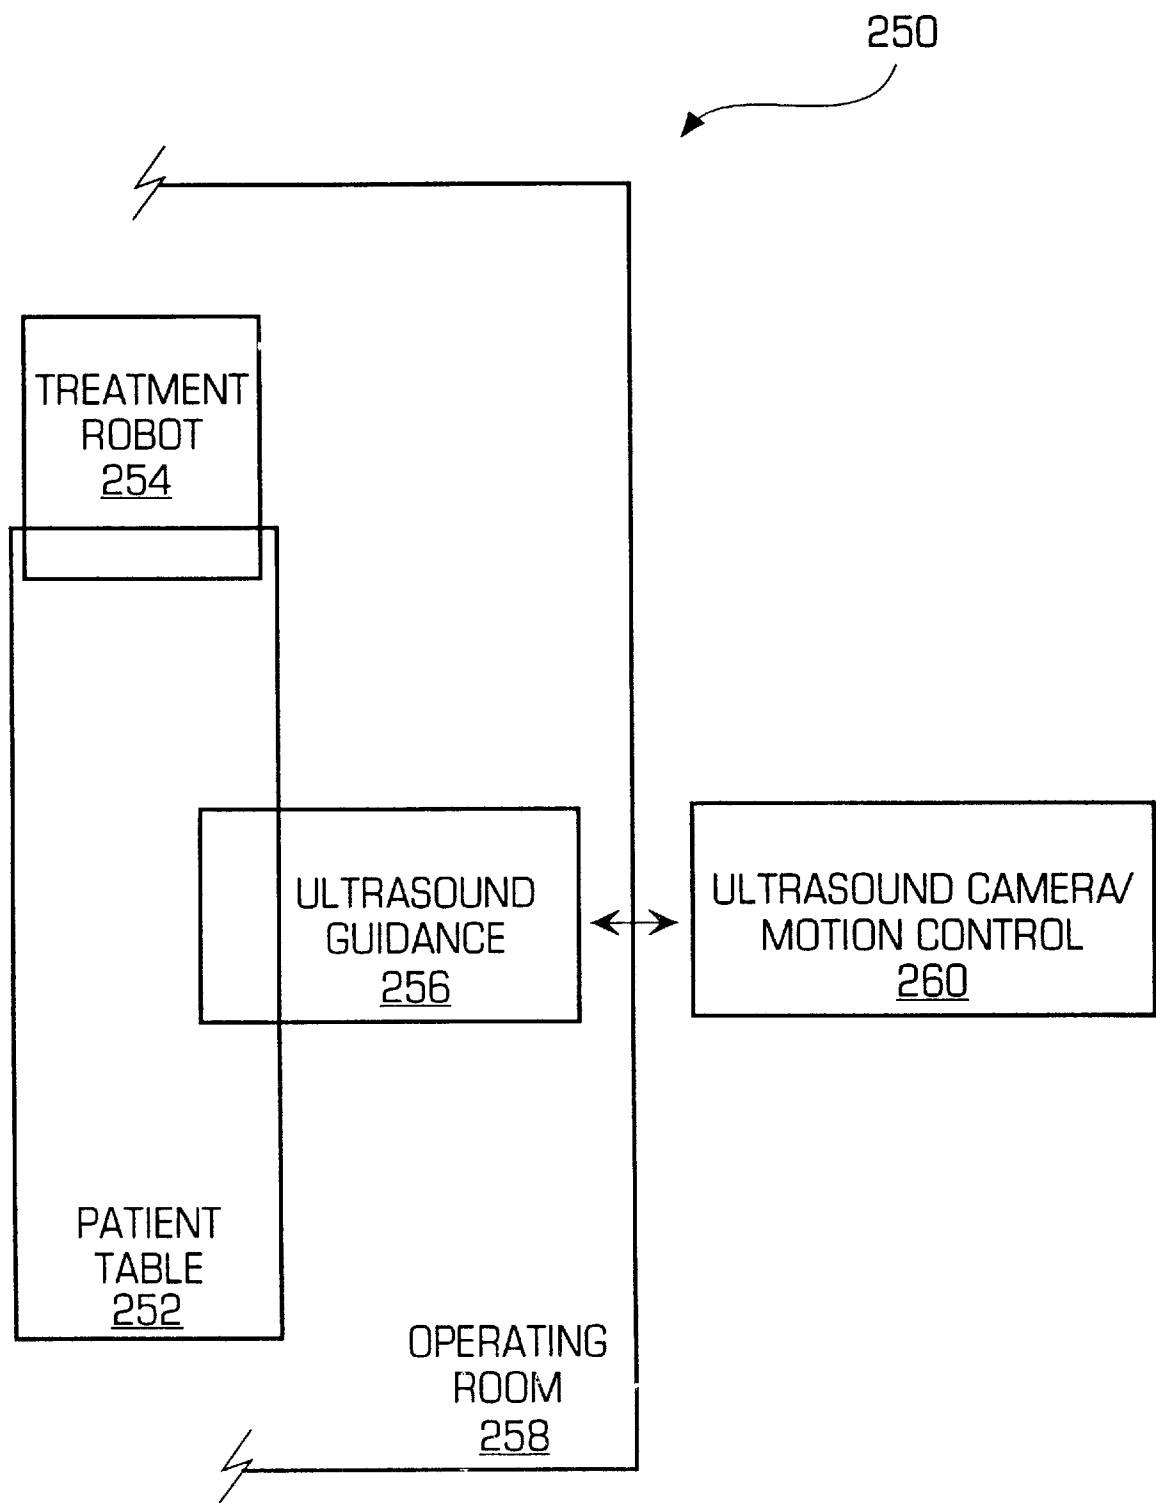 250
TREATMENT
ROBOT
254
ULTRASOUND
GUIDANCE
256
ULTRASOUND CAMERA/
MOTION CONTROL
260
PATIENT
TABLE
252
OPERATING
ROOM
258